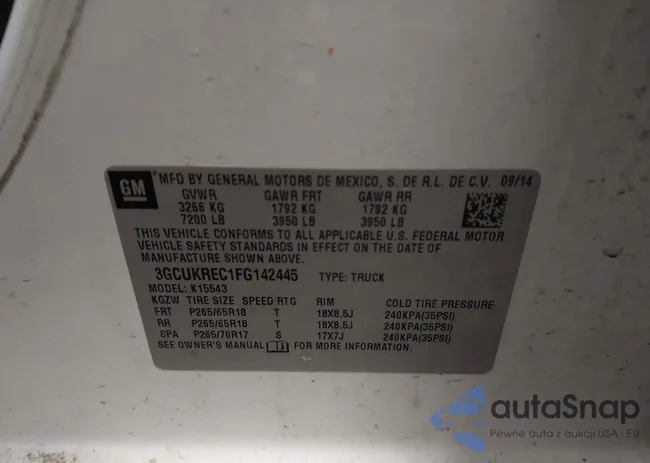 GM
MFD BY GENERAL MOTORS DE MEXICO, S. DE R.L. DE C.V. 09/14
GVWR GAWR FRT GAWR RR
3266 KG 1792 KG 1792 KG
7200 LB 3950 LB 3950 LB
THIS VEHICLE CONFORMS TO ALL APPLICABLE U.S. FEDERAL MOTOR
VEHICLE SAFETY STANDARDS IN EFFECT ON THE DATE OF
MANUFACTURE SHOWN ABOVE.
3GCUKREC1FG142445 TYPE: TRUCK
MODEL: K15543
KGZW TIRE SIZE SPEED RTG RIM COLD TIRE PRESSURE
FRT P265/65R18 T 18X8.5J 240KPA(35PSI)
RR P265/65R18 T 18X8.5J 240KPA(35PSI)
SPA P265/70R17 S 17X7J 240KPA(35PSI)
SEE OWNER'S MANUAL FOR MORE INFORMATION.
autaSnap
Pewne auta z aukcji USA i EU